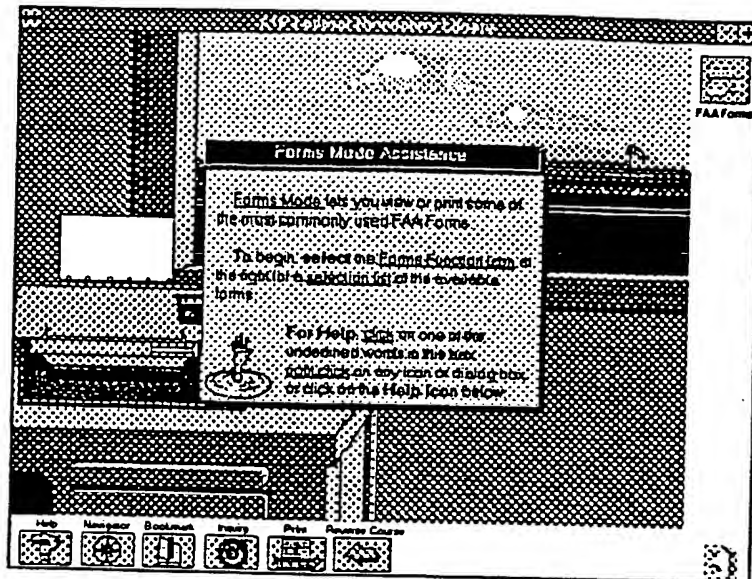 FAA Forms
Forms Mode Assistance
Forms Mode lets you view or print some of
the most commonly used FAA Forms.
To begin, select the Forms Function Icon at
the right for a selection list of the available
forms.
For Help, click on one of the
underlined words in this box,
right click on any icon or dialog box,
or click on the Help Icon below.
Help Navigator Bookmark Inquiry Print Reverse Course